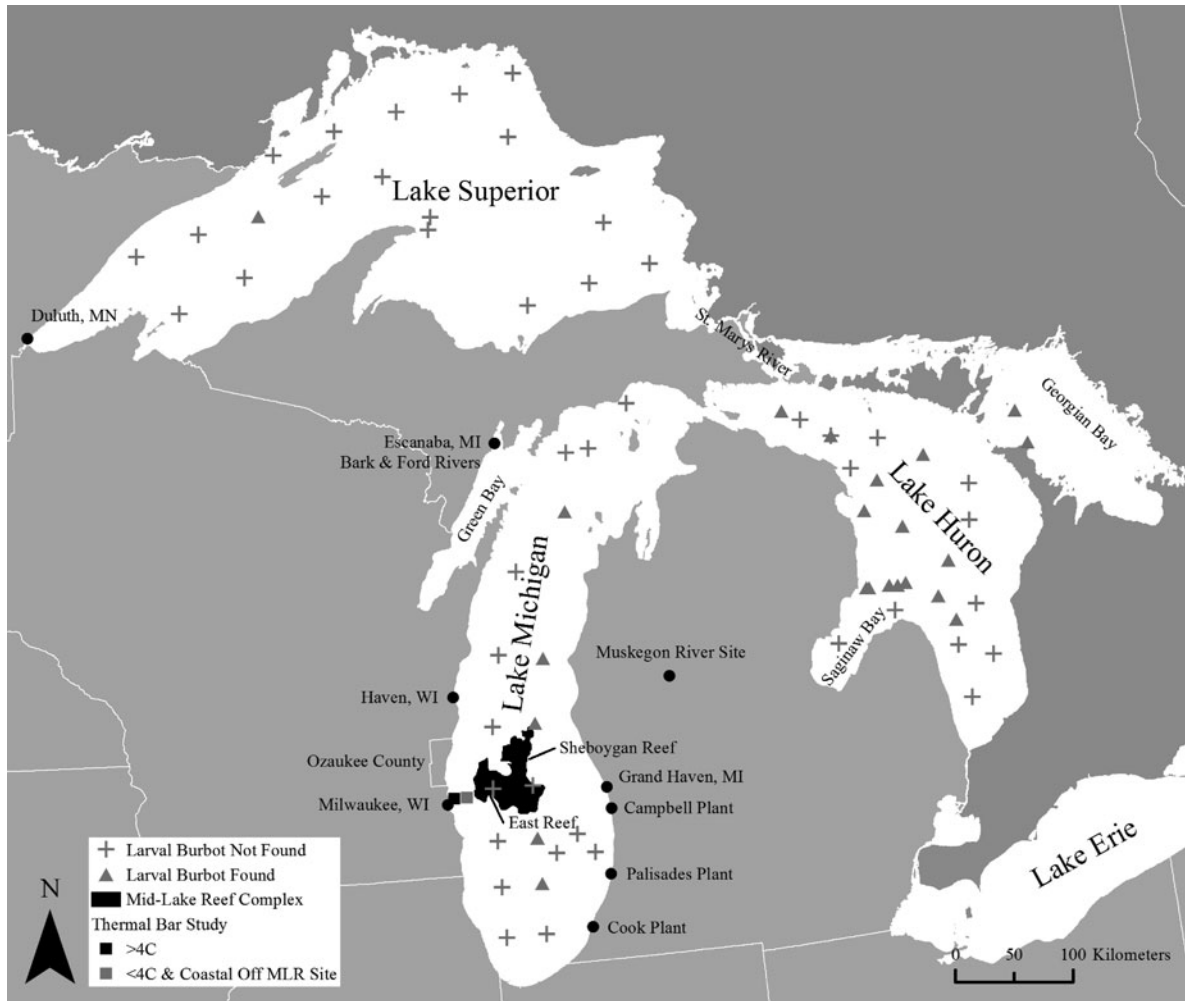 Lake Superior
Duluth, MN
St. Marys River
Georgian Bay
Escanaba, MI
Bark & Ford Rivers
Green Bay
Lake Huron
Lake Michigan
Saginaw Bay
Muskegon River Site
Haven, WI
Sheboygan Reef
Ozaukee County
Grand Haven, MI
Milwaukee, WI
Campbell Plant
East Reef
Lake Erie
Palisades Plant
Cook Plant
N
Larval Burbot Not Found
Larval Burbot Found
Mid-Lake Reef Complex
Thermal Bar Study
>4C
<4C & Coastal Off MLR Site
0 50 100 Kilometers